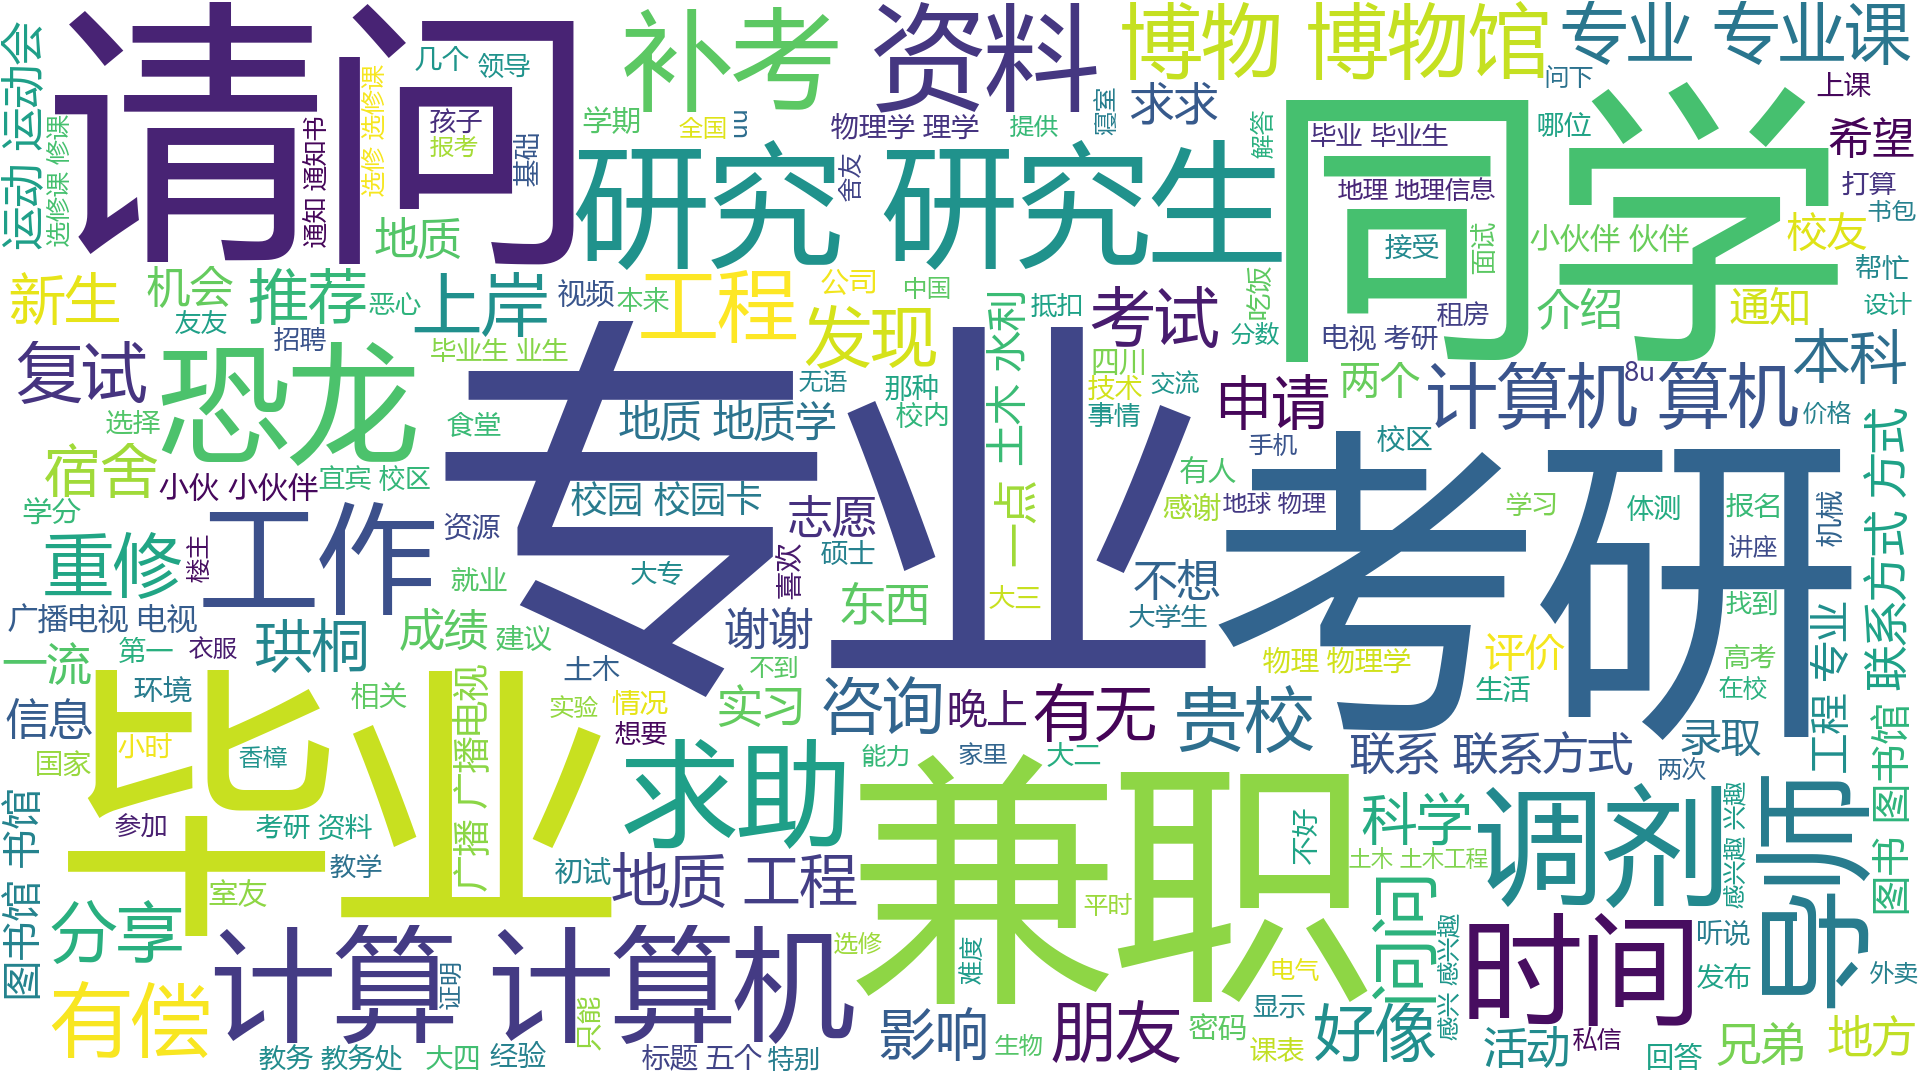 请问
几个
领导
补考
资料
博物 博物馆
专业 专业课
运动 运动会
选修课 修课
通知 通知书
选修 选修课
孩子
报考
基础
学期
全国
nn
物理学 理学
提供
寝室
求求
问下
上课
哪位
希望
解答
毕业 毕业生
同学
研究 研究生
舍友
地理 地理信息
打算
书包
地质
接受
面试
小伙伴 伙伴
校友
帮忙
新生
机会
友友
推荐
恶心
招聘
上岸
视频
本来
工程
公司
发现
中国
土木 水利
抵扣
考试
吃饭
分数
租房
电视 考研
介绍
通知
设计
复试
恐龙
毕业生 业生
无语
那种
校内
四川
技术
事情
交流
申请
两个
计算机
8u
算机
本科
价格
选择
食堂
地质 地质学
专业
手机
校区
宿舍
小伙 小伙伴
宜宾 校区
校园 校园卡
志愿
一点
有人
感谢
地球 物理
考研
学习
体测
报名
机械
讲座
联系方式 方式
学分
重修
楼主
工作
资源
就业
大专
喜欢
硕士
东西
大三
不想
大学生
找到
广播电视 电视
衣服
珙桐
成绩
建议
谢谢
一流
第一
环境
土木
不到
物理 物理学
评价
高考
工程 专业
信息
相关
广播 广播电视
实验
情况
想要
实习
咨询
晚上
有无
贵校
生活
在校
国家
小时
香樟
毕业
求助
能力
家里
大二
联系 联系方式
录取
两次
图书 图书馆
图书馆 书馆
参加
考研 资料
教学
初试
兼职
不好
科学
土木 土木工程
调剂
感兴趣 兴趣
导师
室友
地质 工程
平时
问问
分享
计算 计算机
证明
选修
难度
电气
感兴 感兴趣
时间
听说
发布
外卖
有偿
只能
显示
教务 教务处
大四
经验
标题 五个
特别
影响
生物
朋友
密码
课表
好像
活动
私信
回答
兄弟
地方